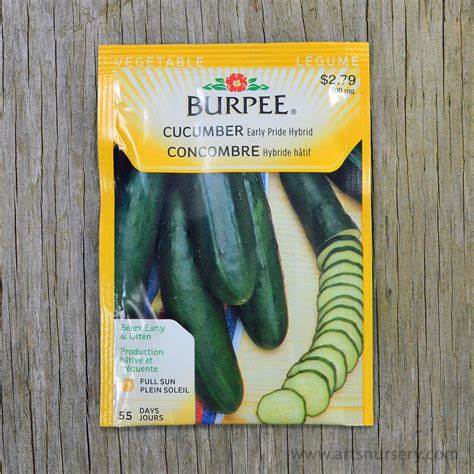 VEGETABLE LÉGUME
$2.79
BURPEE®
CUCUMBER Early Pride Hybrid
CONCOMBRE Hybride hâtif
Bears Early
& Often
Production
hâtive et
fréquente
FULL SUN
PLEIN SOLEIL
55 DAYS
JOURS
www.artsnursery.com